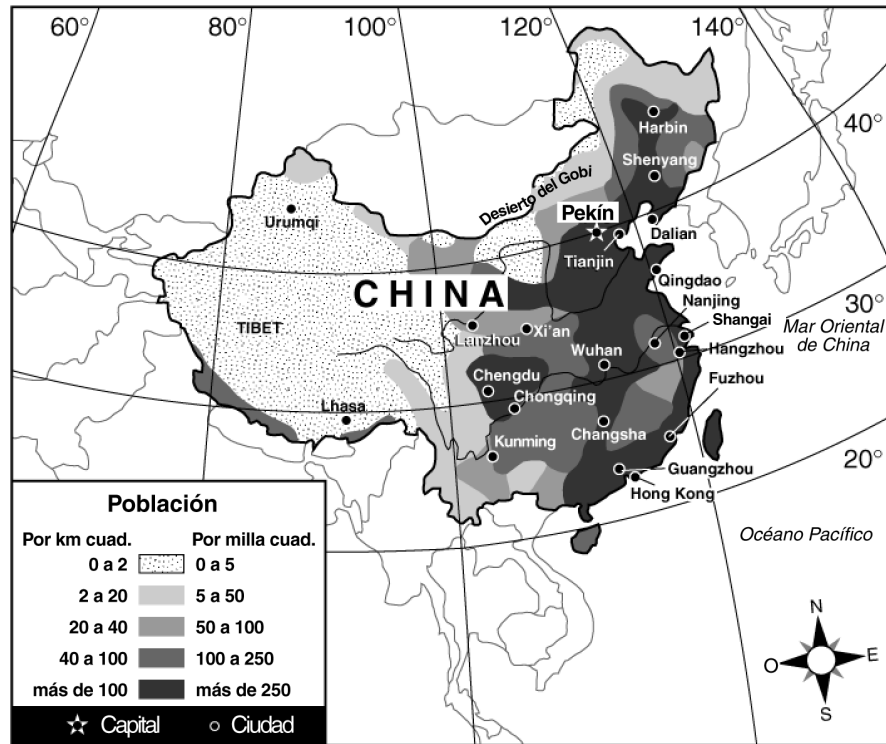 60° 80° 100° 120° 140°
40°
Harbin
Shenyang
Desierto del Gobi
Pekín
Urumqi
Dalian
Tianjin
Qingdao
CHINA
Nanjing
30°
Shangai
TIBET
Lanzhou
Xi'an
Mar Oriental
de China
Wuhan
Hangzhou
Chengdu
Fuzhou
Chongqing
Lhasa
Changsha
Kunming
20°
Guangzhou
Hong Kong
Océano Pacífico
Población
Por km cuad. Por milla cuad.
0 a 2 0 a 5
2 a 20 5 a 50
20 a 40 50 a 100
40 a 100 100 a 250
más de 100 más de 250
Capital Ciudad
N
O E
S